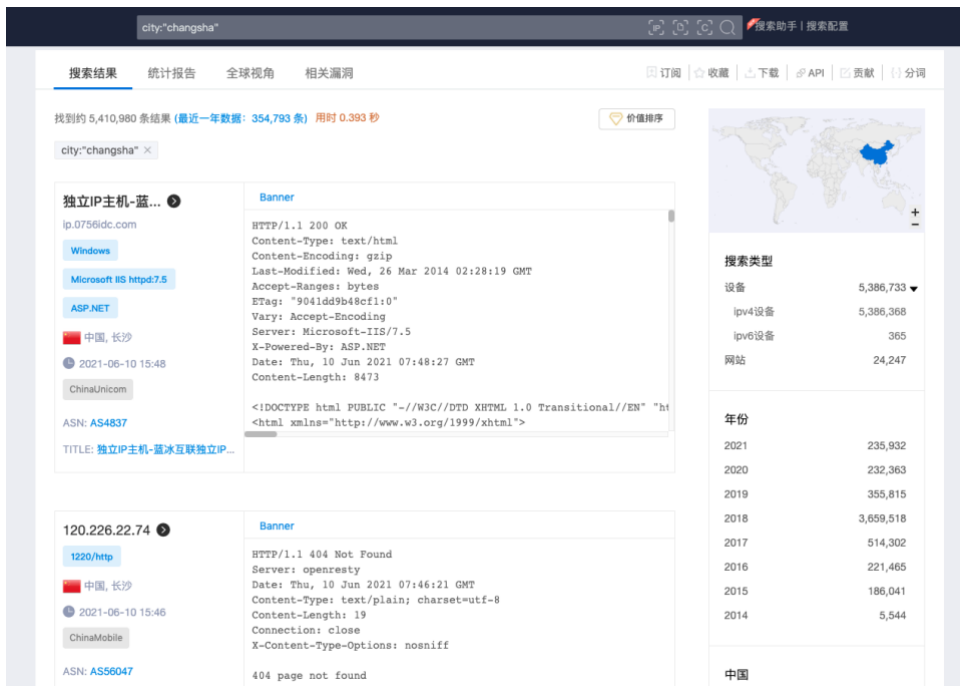 city:"changsha"
搜索助手 | 搜索配置
搜索结果 统计报告 全球视角 相关漏洞
订阅 收藏 下载 API 贡献 分词
找到约 5,410,980 条结果 (最近一年数据：354,793 条) 用时 0.393 秒
价值排序
city:"changsha" ×
独立IP主机-蓝...
ip.0756idc.com
Windows
Microsoft IIS httpd:7.5
ASP.NET
中国, 长沙
2021-06-10 15:48
ChinaUnicom
ASN: AS4837
TITLE: 独立IP主机-蓝冰互联独立IP...
Banner
HTTP/1.1 200 OK
Content-Type: text/html
Content-Encoding: gzip
Last-Modified: Wed, 26 Mar 2014 02:28:19 GMT
Accept-Ranges: bytes
ETag: "9041dd9b48cf1:0"
Vary: Accept-Encoding
Server: Microsoft-IIS/7.5
X-Powered-By: ASP.NET
Date: Thu, 10 Jun 2021 07:48:27 GMT
Content-Length: 8473
<!DOCTYPE html PUBLIC "-//W3C//DTD XHTML 1.0 Transitional//EN" "ht
<html xmlns="http://www.w3.org/1999/xhtml">
120.226.22.74
1220/http
中国, 长沙
2021-06-10 15:46
ChinaMobile
ASN: AS56047
Banner
HTTP/1.1 404 Not Found
Server: openresty
Date: Thu, 10 Jun 2021 07:46:21 GMT
Content-Type: text/plain; charset=utf-8
Content-Length: 19
Connection: close
X-Content-Type-Options: nosniff
404 page not found
+
−
搜索类型
设备 5,386,733
ipv4设备 5,386,368
ipv6设备 365
网站 24,247
年份
2021 235,932
2020 232,363
2019 355,815
2018 3,659,518
2017 514,302
2016 221,465
2015 186,041
2014 5,544
中国